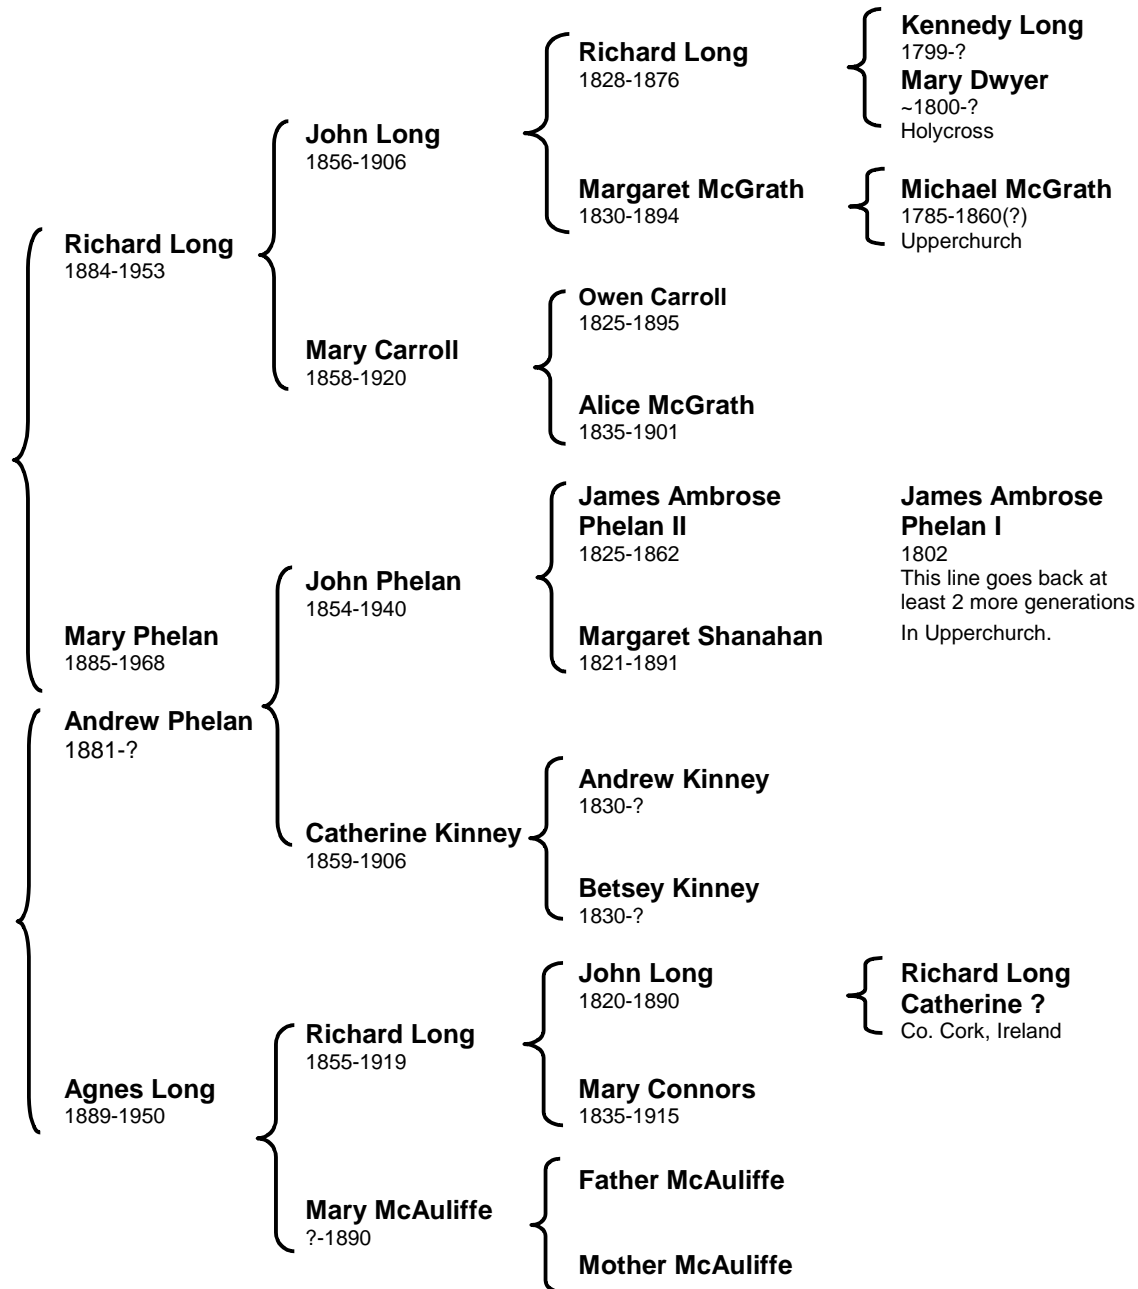 Richard Long
1884-1953
Mary Phelan
1885-1968
Andrew Phelan
1881-?
Agnes Long
1889-1950
John Long
1856-1906
Mary Carroll
1858-1920
John Phelan
1854-1940
Catherine Kinney
1859-1906
Richard Long
1855-1919
Mary McAuliffe
?-1890
Richard Long
1828-1876
Margaret McGrath
1830-1894
Owen Carroll
1825-1895
Alice McGrath
1835-1901
James Ambrose
Phelan II
1825-1862
Margaret Shanahan
1821-1891
Andrew Kinney
1830-?
Betsey Kinney
1830-?
John Long
1820-1890
Mary Connors
1835-1915
Father McAuliffe
Mother McAuliffe
Kennedy Long
1799-?
Mary Dwyer
~1800-?
Holycross
Michael McGrath
1785-1860(?)
Upperchurch
James Ambrose
Phelan I
1802
This line goes back at
least 2 more generations
In Upperchurch.
Richard Long
Catherine ?
Co. Cork, Ireland